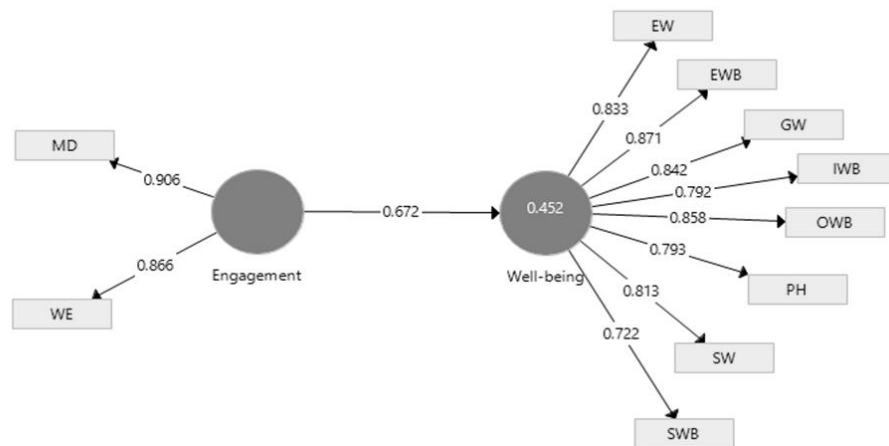 EW
EWB
GW
IWB
OWB
PH
SW
SWB
0.833
0.871
0.842
0.792
0.858
0.793
0.813
0.722
MD
0.906
0.866
WE
Engagement
0.672
0.452
Well-being